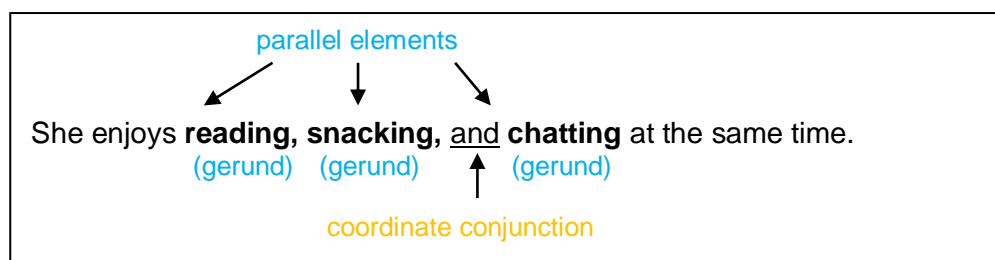 parallel elements
She enjoys reading, snacking, and chatting at the same time.
(gerund) (gerund) (gerund)
coordinate conjunction